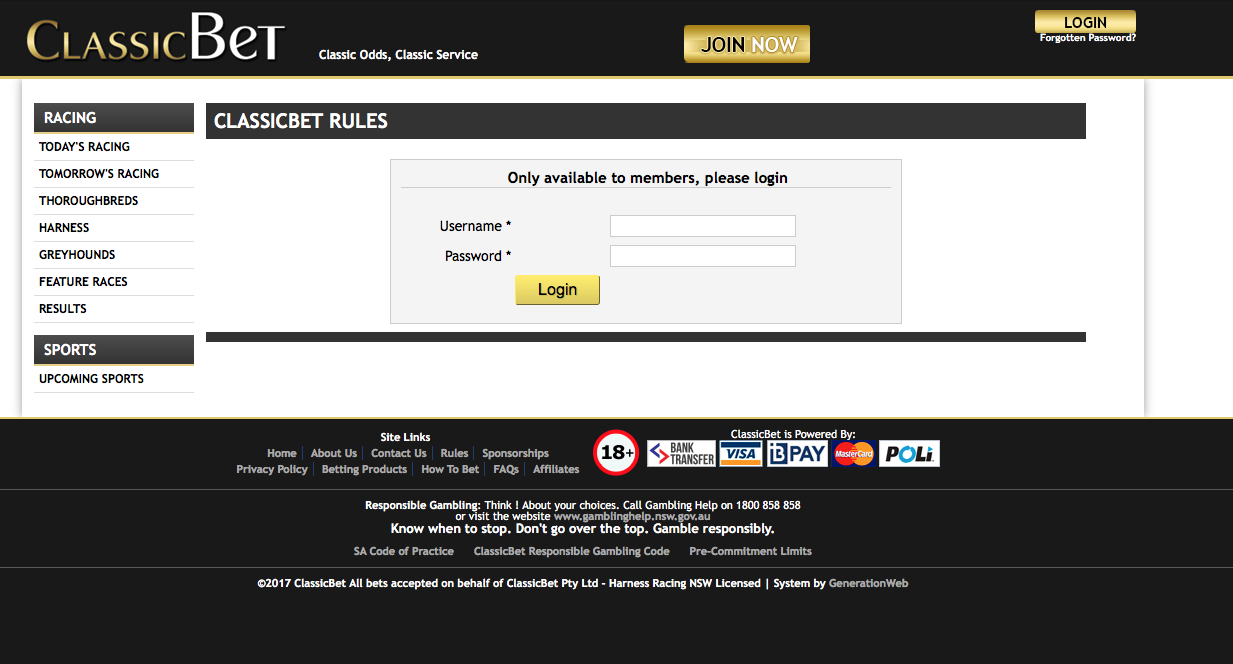 CLASSICBET
Classic Odds, Classic Service
JOIN NOW
LOGIN
Forgotten Password?
RACING
TODAY'S RACING
TOMORROW'S RACING
THOROUGHBREDS
HARNESS
GREYHOUNDS
FEATURE RACES
RESULTS
SPORTS
UPCOMING SPORTS
CLASSICBET RULES
Only available to members, please login
Username *
Password *
Login
Site Links
Home About Us Contact Us Rules Sponsorships
Privacy Policy Betting Products How To Bet FAQs Affiliates
18+
ClassicBet is Powered By:
BANK TRANSFER VISA BPAY MasterCard POLi
Responsible Gambling: Think ! About your choices. Call Gambling Help on 1800 858 858
or visit the website www.gamblinghelp.nsw.gov.au
Know when to stop. Don't go over the top. Gamble responsibly.
SA Code of Practice ClassicBet Responsible Gambling Code Pre-Commitment Limits
©2017 ClassicBet All bets accepted on behalf of ClassicBet Pty Ltd - Harness Racing NSW Licensed | System by GenerationWeb